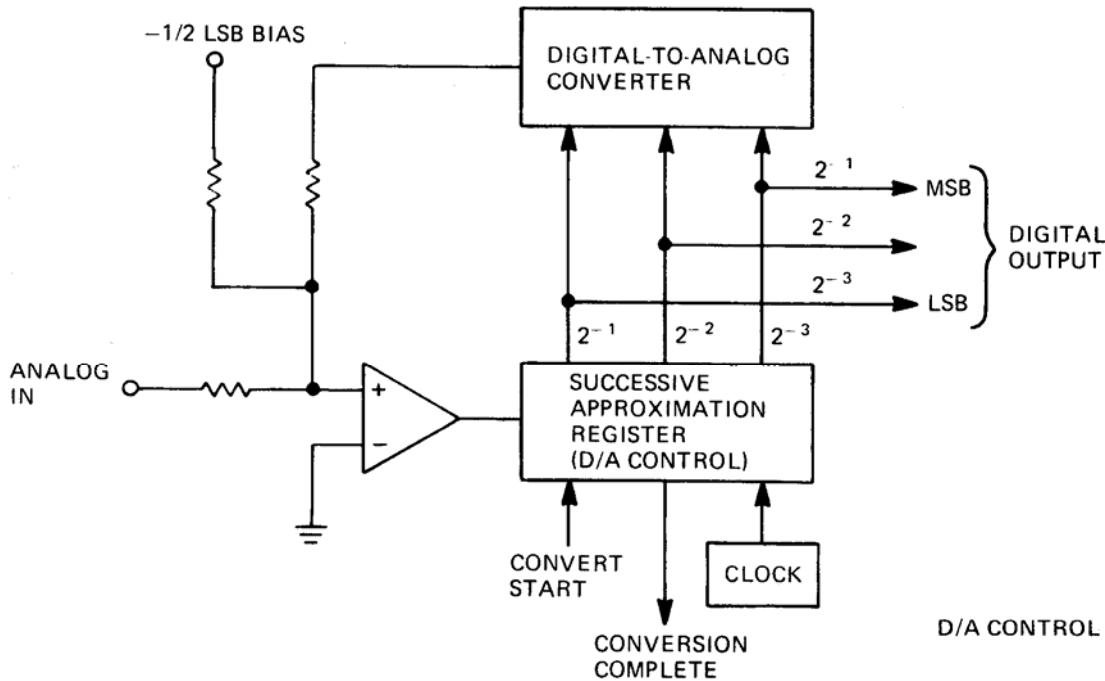 −1/2 LSB BIAS
DIGITAL-TO-ANALOG
CONVERTER
2⁻¹
MSB
2⁻²
DIGITAL
OUTPUT
2⁻³
LSB
2⁻¹
2⁻²
2⁻³
ANALOG
IN
+
−
SUCCESSIVE
APPROXIMATION
REGISTER
(D/A CONTROL)
CONVERT
START
CLOCK
CONVERSION
COMPLETE
D/A CONTROL